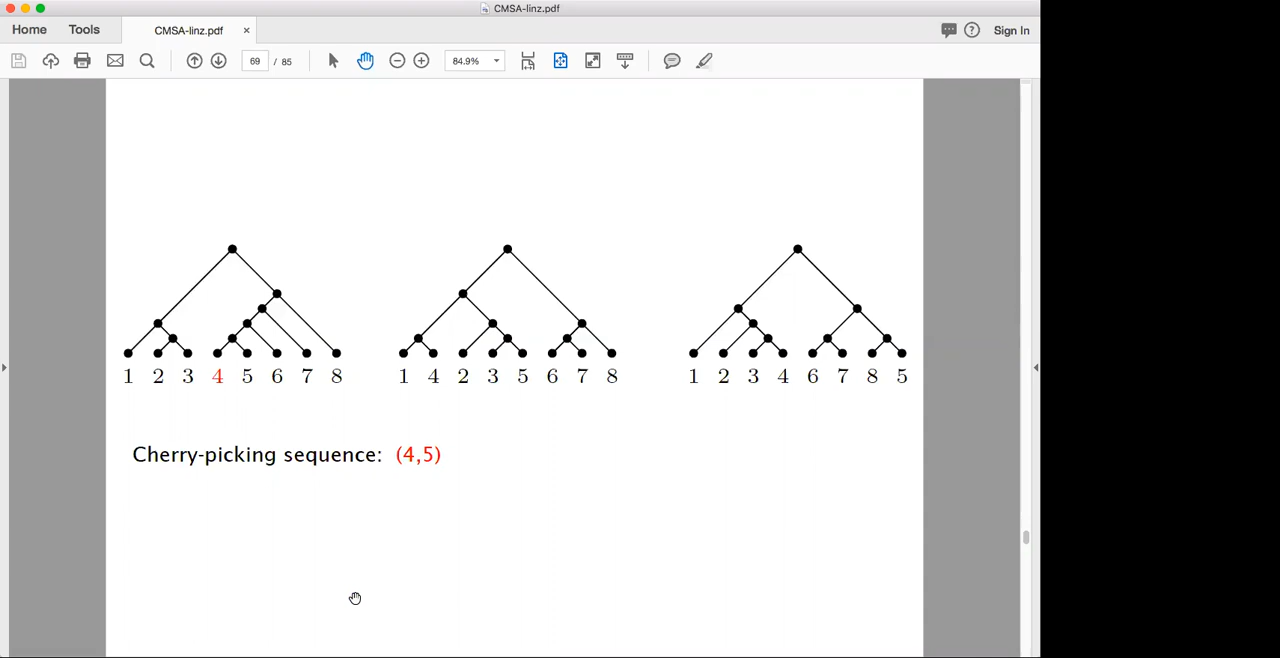 CMSA-linz.pdf
Home Tools CMSA-linz.pdf × Sign In
69 / 85 84.9%
1 2 3 4 5 6 7 8 1 4 2 3 5 6 7 8 1 2 3 4 6 7 8 5
Cherry-picking sequence: (4,5)